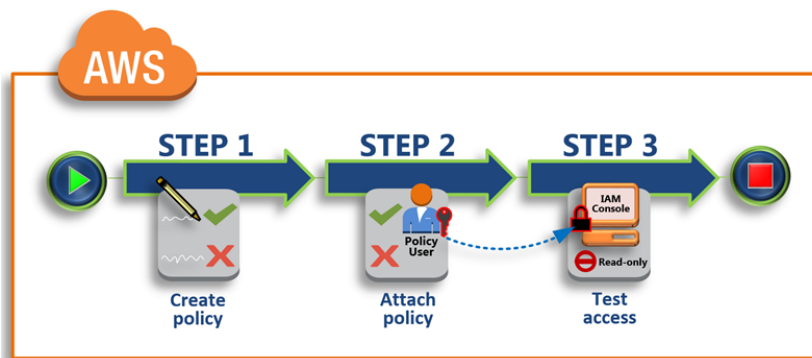 AWS
STEP 1
STEP 2
STEP 3
IAM
Console
Policy
User
Read-only
Create
policy
Attach
policy
Test
access